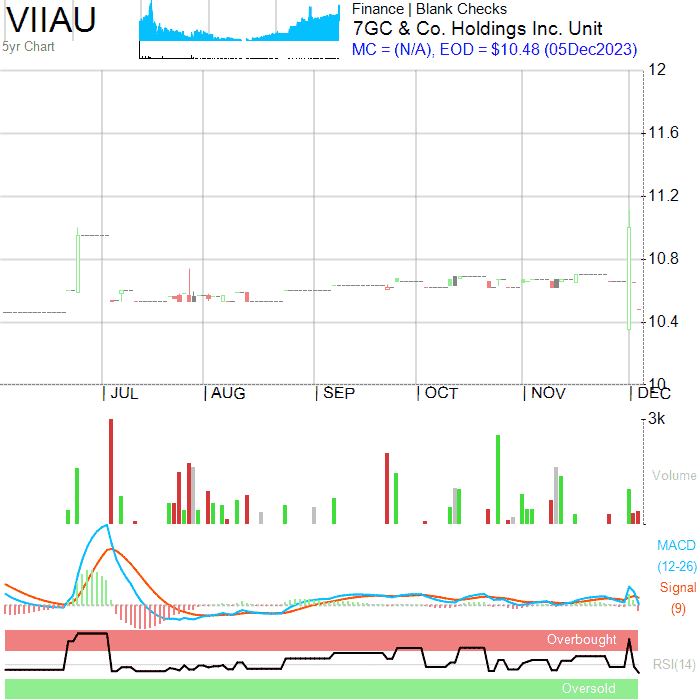 VIIAU
5yr Chart
Finance | Blank Checks
7GC & Co. Holdings Inc. Unit
MC = (N/A), EOD = $10.48 (05Dec2023)
12
11.6
11.2
10.8
10.4
10
JUL AUG SEP OCT NOV DEC
3k
Volume
MACD
(12-26)
Signal
(9)
Overbought
RSI(14)
Oversold